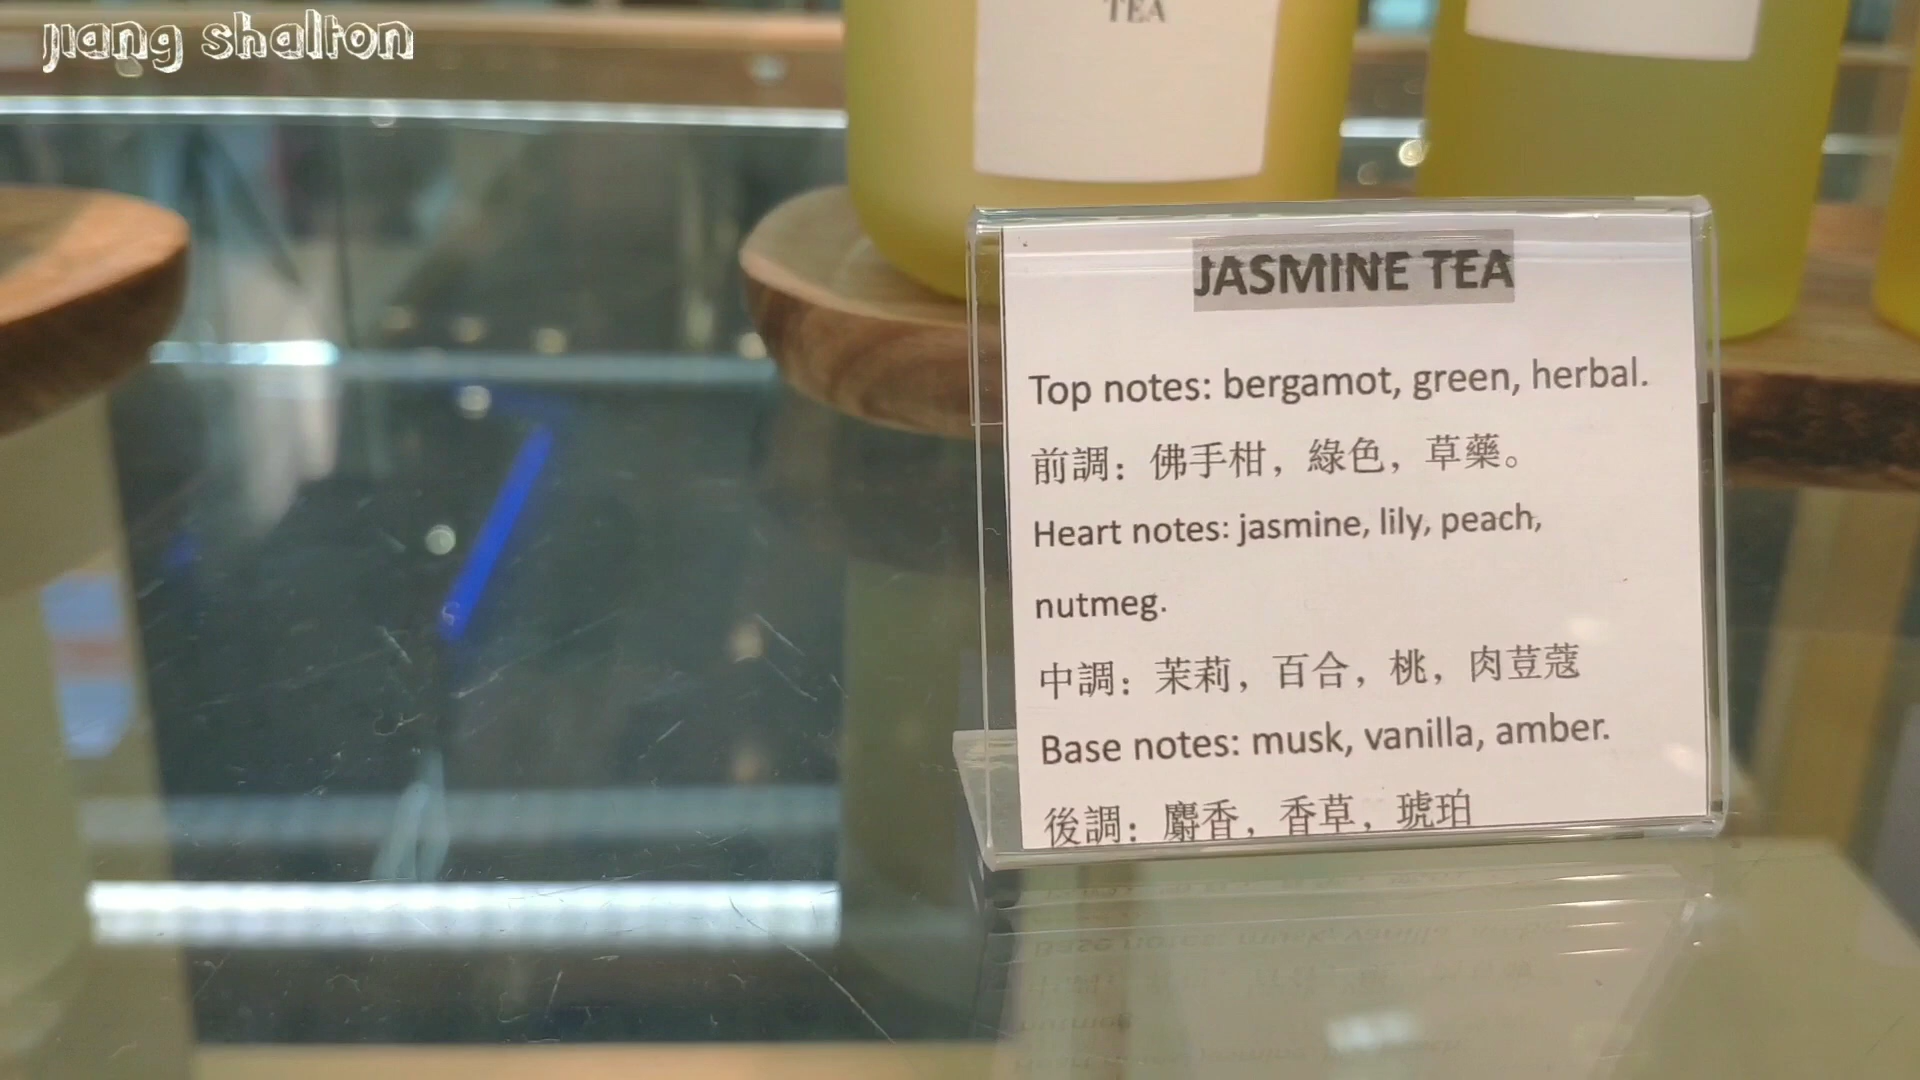 jiang shalton
TEA
JASMINE TEA
Top notes: bergamot, green, herbal.
前調：佛手柑，綠色，草藥。
Heart notes: jasmine, lily, peach,
nutmeg.
中調：茉莉，百合，桃，肉荳蔻
Base notes: musk, vanilla, amber.
後調：麝香，香草，琥珀